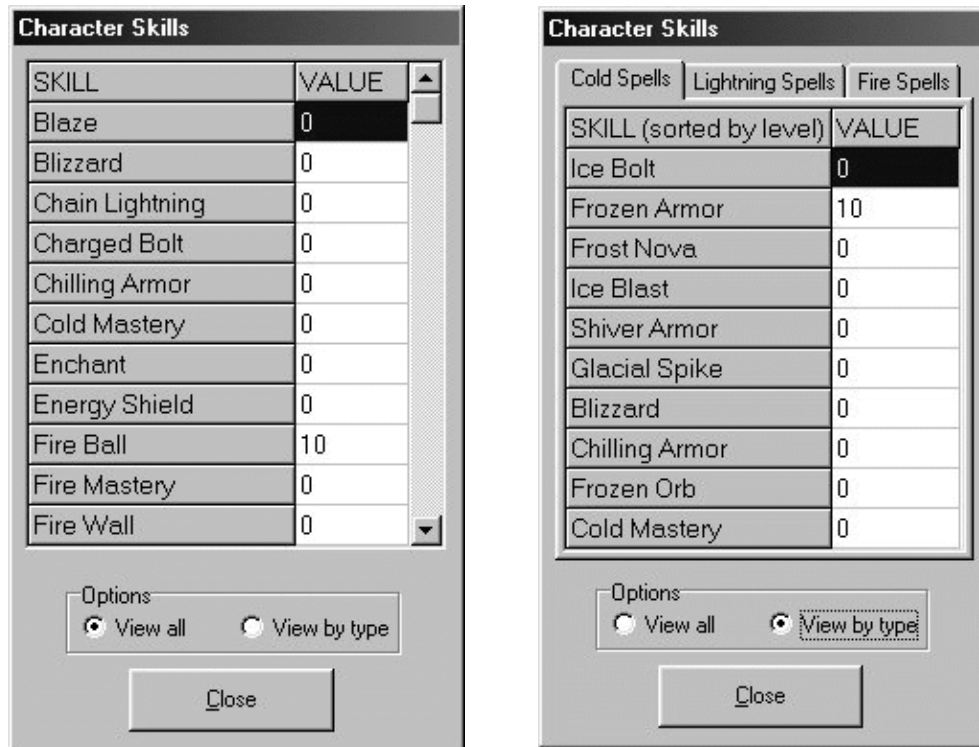 Character Skills
SKILL VALUE
Blaze 0
Blizzard 0
Chain Lightning 0
Charged Bolt 0
Chilling Armor 0
Cold Mastery 0
Enchant 0
Energy Shield 0
Fire Ball 10
Fire Mastery 0
Fire Wall 0
Options
View all View by type
Close
Character Skills
Cold Spells Lightning Spells Fire Spells
SKILL (sorted by level) VALUE
Ice Bolt 0
Frozen Armor 10
Frost Nova 0
Ice Blast 0
Shiver Armor 0
Glacial Spike 0
Blizzard 0
Chilling Armor 0
Frozen Orb 0
Cold Mastery 0
Options
View all View by type
Close